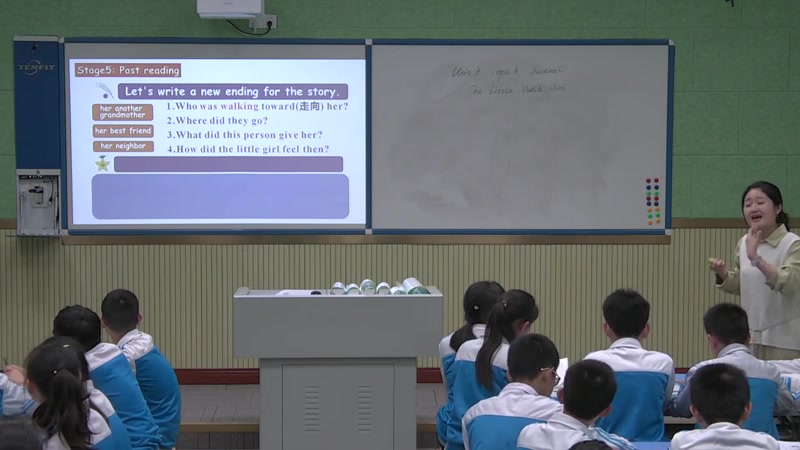 TENFIT
Stage5: Post reading
Let's write a new ending for the story.
her another
grandmother
her best friend
her neighbor
1.Who was walking toward(走向) her?
2.Where did they go?
3.What did this person give her?
4.How did the little girl feel then?
The Little Match